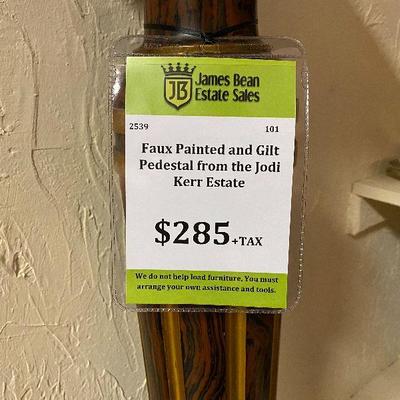 JB
James Bean
Estate Sales
2539 101
Faux Painted and Gilt
Pedestal from the Jodi
Kerr Estate
$285+TAX
We do not help load furniture. You must
arrange your own assistance and tools.